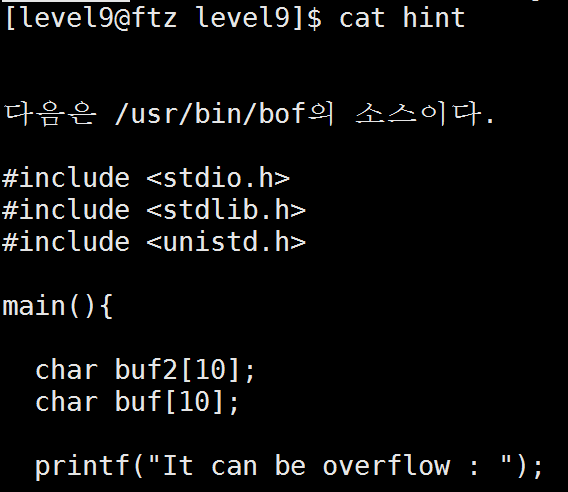 [level9@ftz level9]$ cat hint
다음은 /usr/bin/bof의 소스이다.
#include <stdio.h>
#include <stdlib.h>
#include <unistd.h>
main(){
char buf2[10];
char buf[10];
printf("It can be overflow : ");